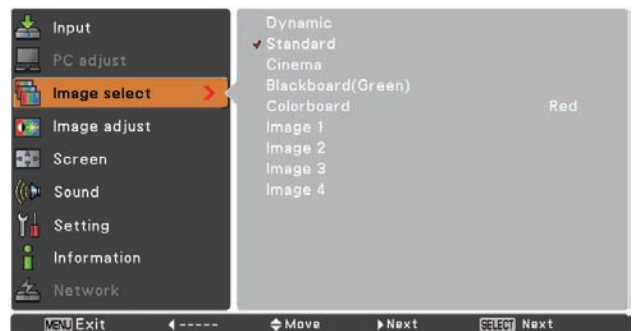 Input
PC adjust
Image select
Image adjust
Screen
Sound
Setting
Information
Network
Dynamic
Standard
Cinema
Blackboard(Green)
Colorboard Red
Image 1
Image 2
Image 3
Image 4
MENU Exit ----- Move Next SELECT Next